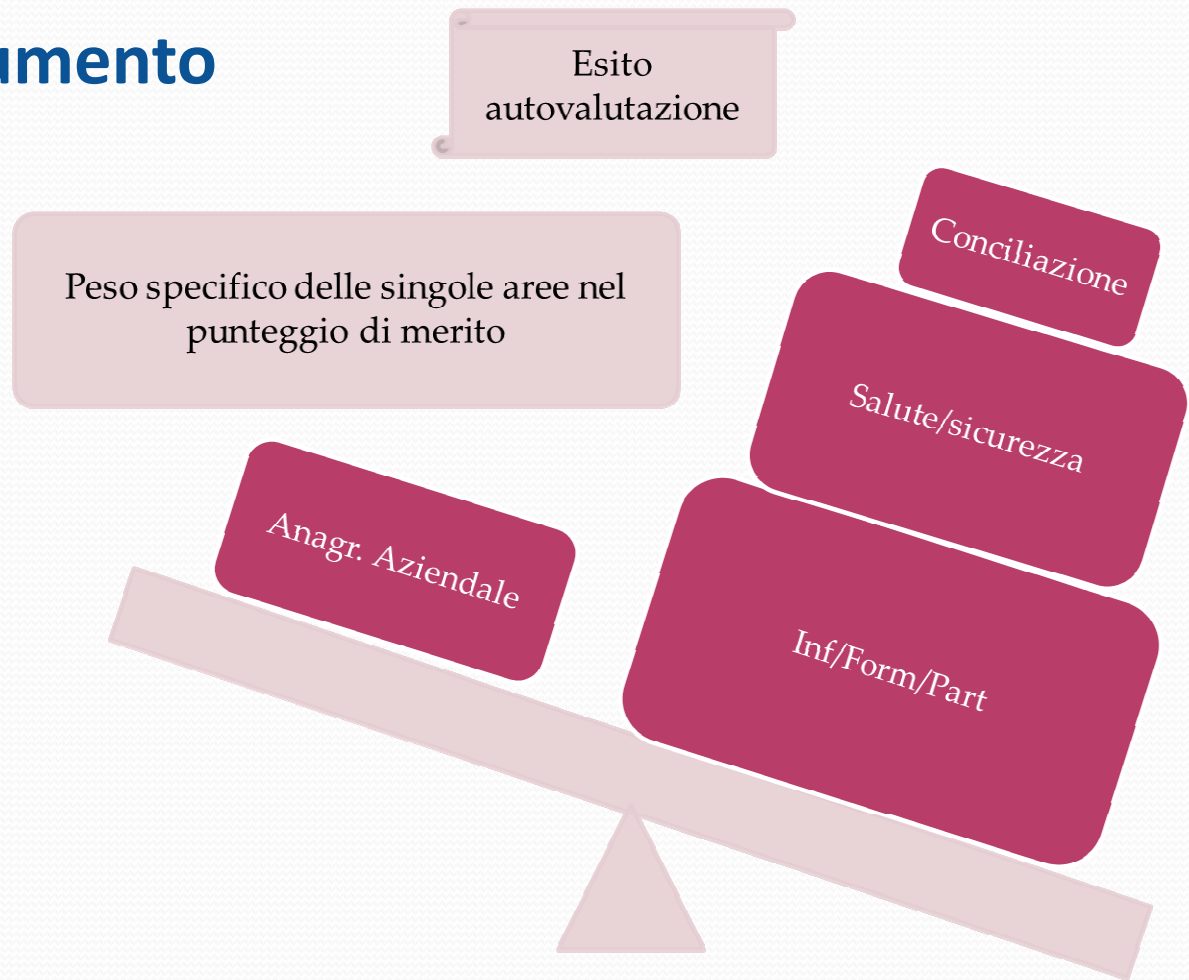 umento
Esito
autovalutazione
Peso specifico delle singole aree nel
punteggio di merito
Conciliazione
Salute/sicurezza
Anagr. Aziendale
Inf/Form/Part